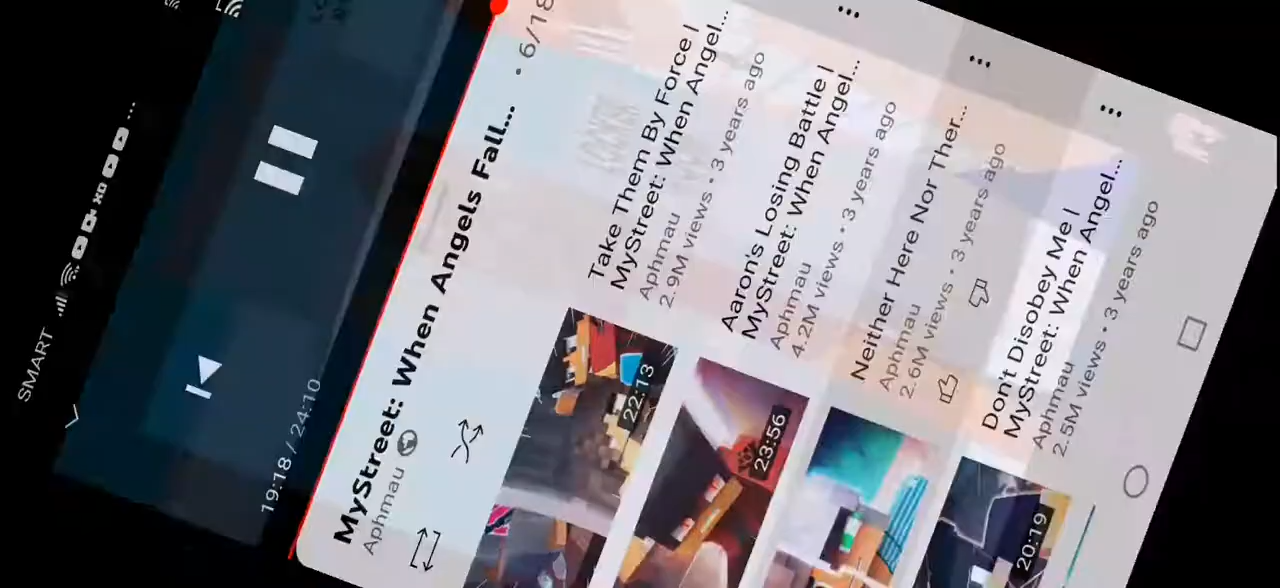 SMART
19:18 / 24:10
MyStreet: When Angels Fall...
Aphmau
• 6/18
Take Them By Force |
MyStreet: When Angel...
Aphmau
2.9M views • 3 years ago
22:13
Aaron's Losing Battle |
MyStreet: When Angel...
Aphmau
4.2M views • 3 years ago
23:56
Neither Here Nor Ther...
Aphmau
2.6M views • 3 years ago
Don't Disobey Me |
MyStreet: When Angel...
Aphmau
2.5M views • 3 years ago
20:19